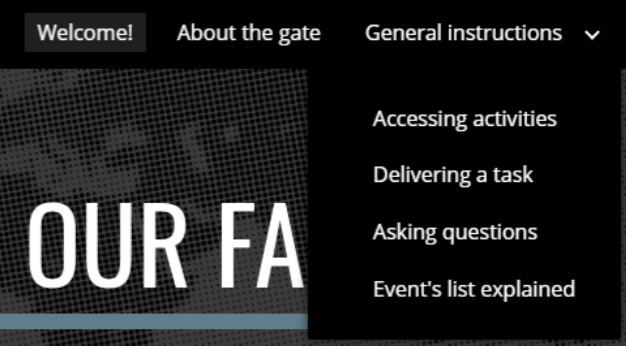 Welcome! About the gate General instructions
Accessing activities
Delivering a task
Asking questions
OUR FA
Event's list explained